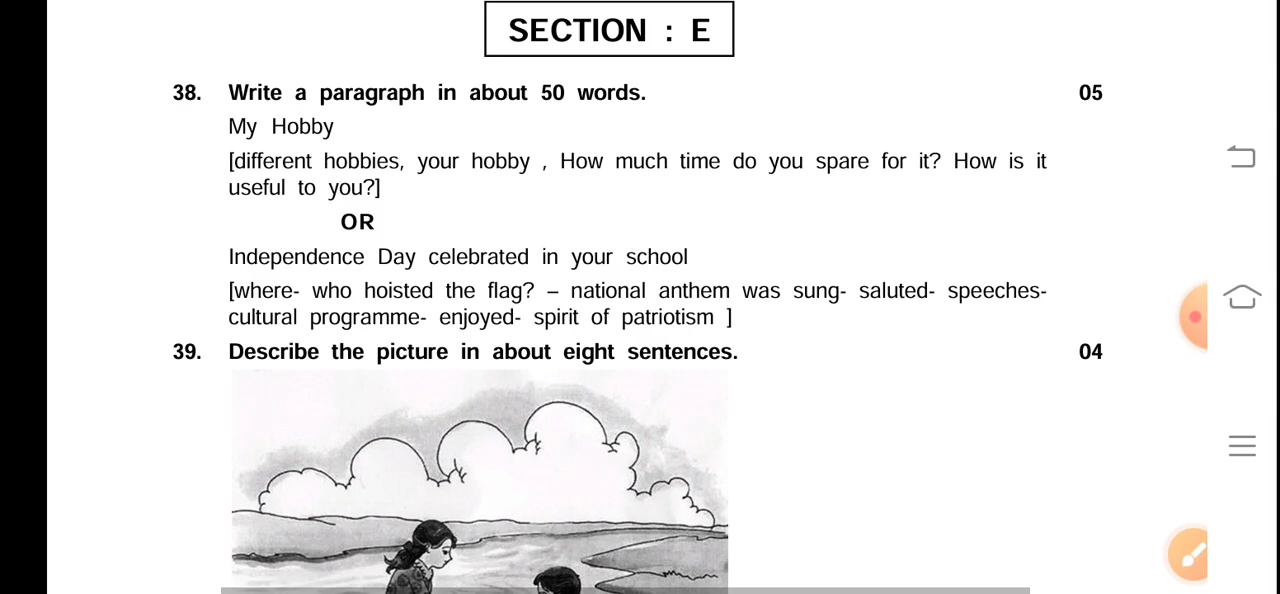 SECTION : E
38. Write a paragraph in about 50 words. 05
My Hobby
[different hobbies, your hobby , How much time do you spare for it? How is it
useful to you?]
OR
Independence Day celebrated in your school
[where- who hoisted the flag? – national anthem was sung- saluted- speeches-
cultural programme- enjoyed- spirit of patriotism ]
39. Describe the picture in about eight sentences. 04